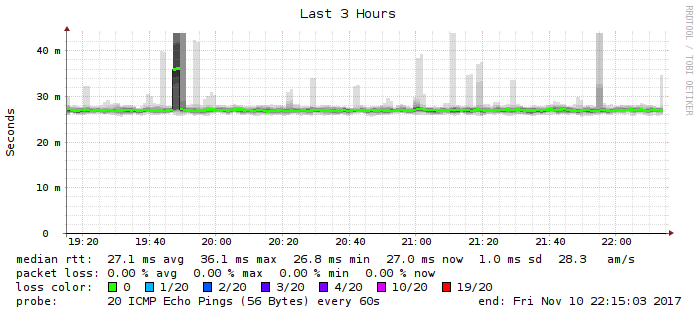 Last 3 Hours
RRDTOOL / TOBI OETIKER
Seconds
40 m
30 m
20 m
10 m
0
19:20 19:40 20:00 20:20 20:40 21:00 21:20 21:40 22:00
median rtt: 27.1 ms avg 36.1 ms max 26.8 ms min 27.0 ms now 1.0 ms sd 28.3 am/s
packet loss: 0.00 % avg 0.00 % max 0.00 % min 0.00 % now
loss color: 0 1/20 2/20 3/20 4/20 10/20 19/20
probe: 20 ICMP Echo Pings (56 Bytes) every 60s end: Fri Nov 10 22:15:03 2017